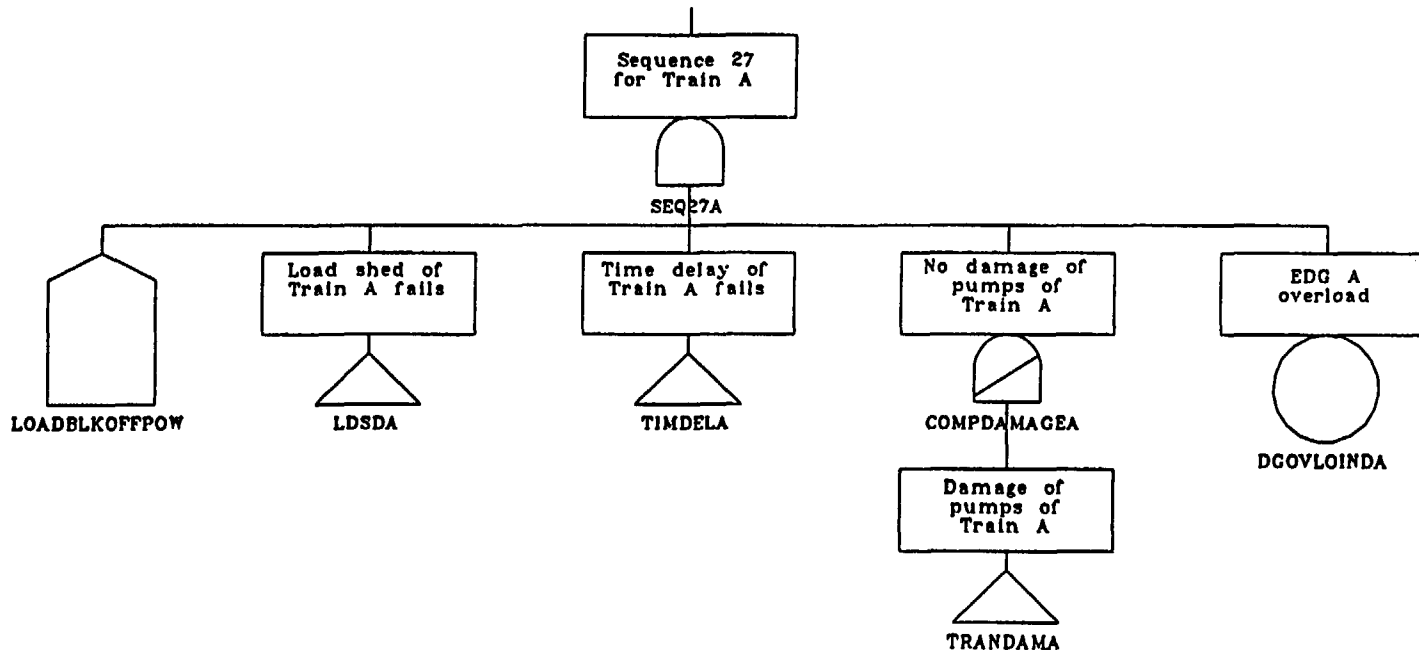 Sequence 27
for Train A
SEQ27A
Load shed of
Train A fails
Time delay of
Train A fails
No damage of
pumps of
Train A
EDG A
overload
LOADBLKOFFPOW
LDSDA
TIMDELA
COMPDAMAGEA
DGOVLOINDA
Damage of
pumps of
Train A
TRANDAMA